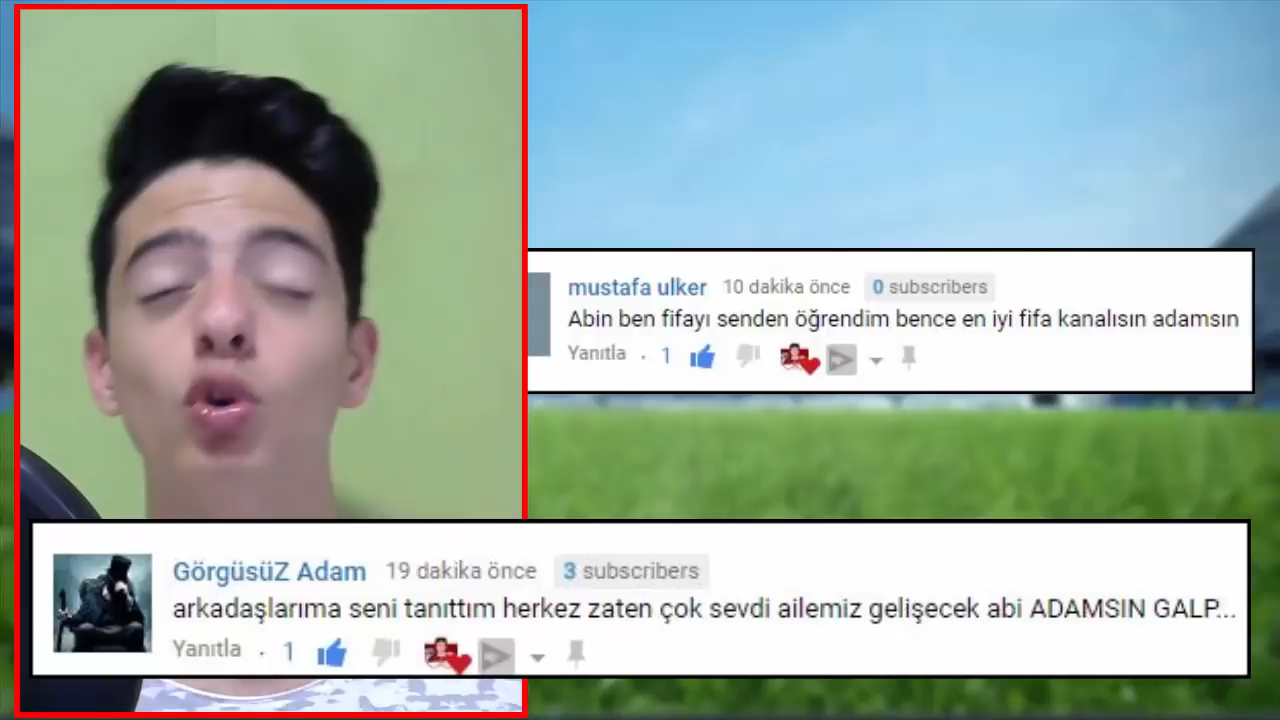 mustafa ulker 10 dakika önce 0 subscribers
Abin ben fifayı senden öğrendim bence en iyi fifa kanalısın adamsın
Yanıtla . 1
GörgüsüZ Adam 19 dakika önce 3 subscribers
arkadaşlarıma seni tanıttım herkez zaten çok sevdi ailemiz gelişecek abi ADAMSIN GALP...
Yanıtla . 1